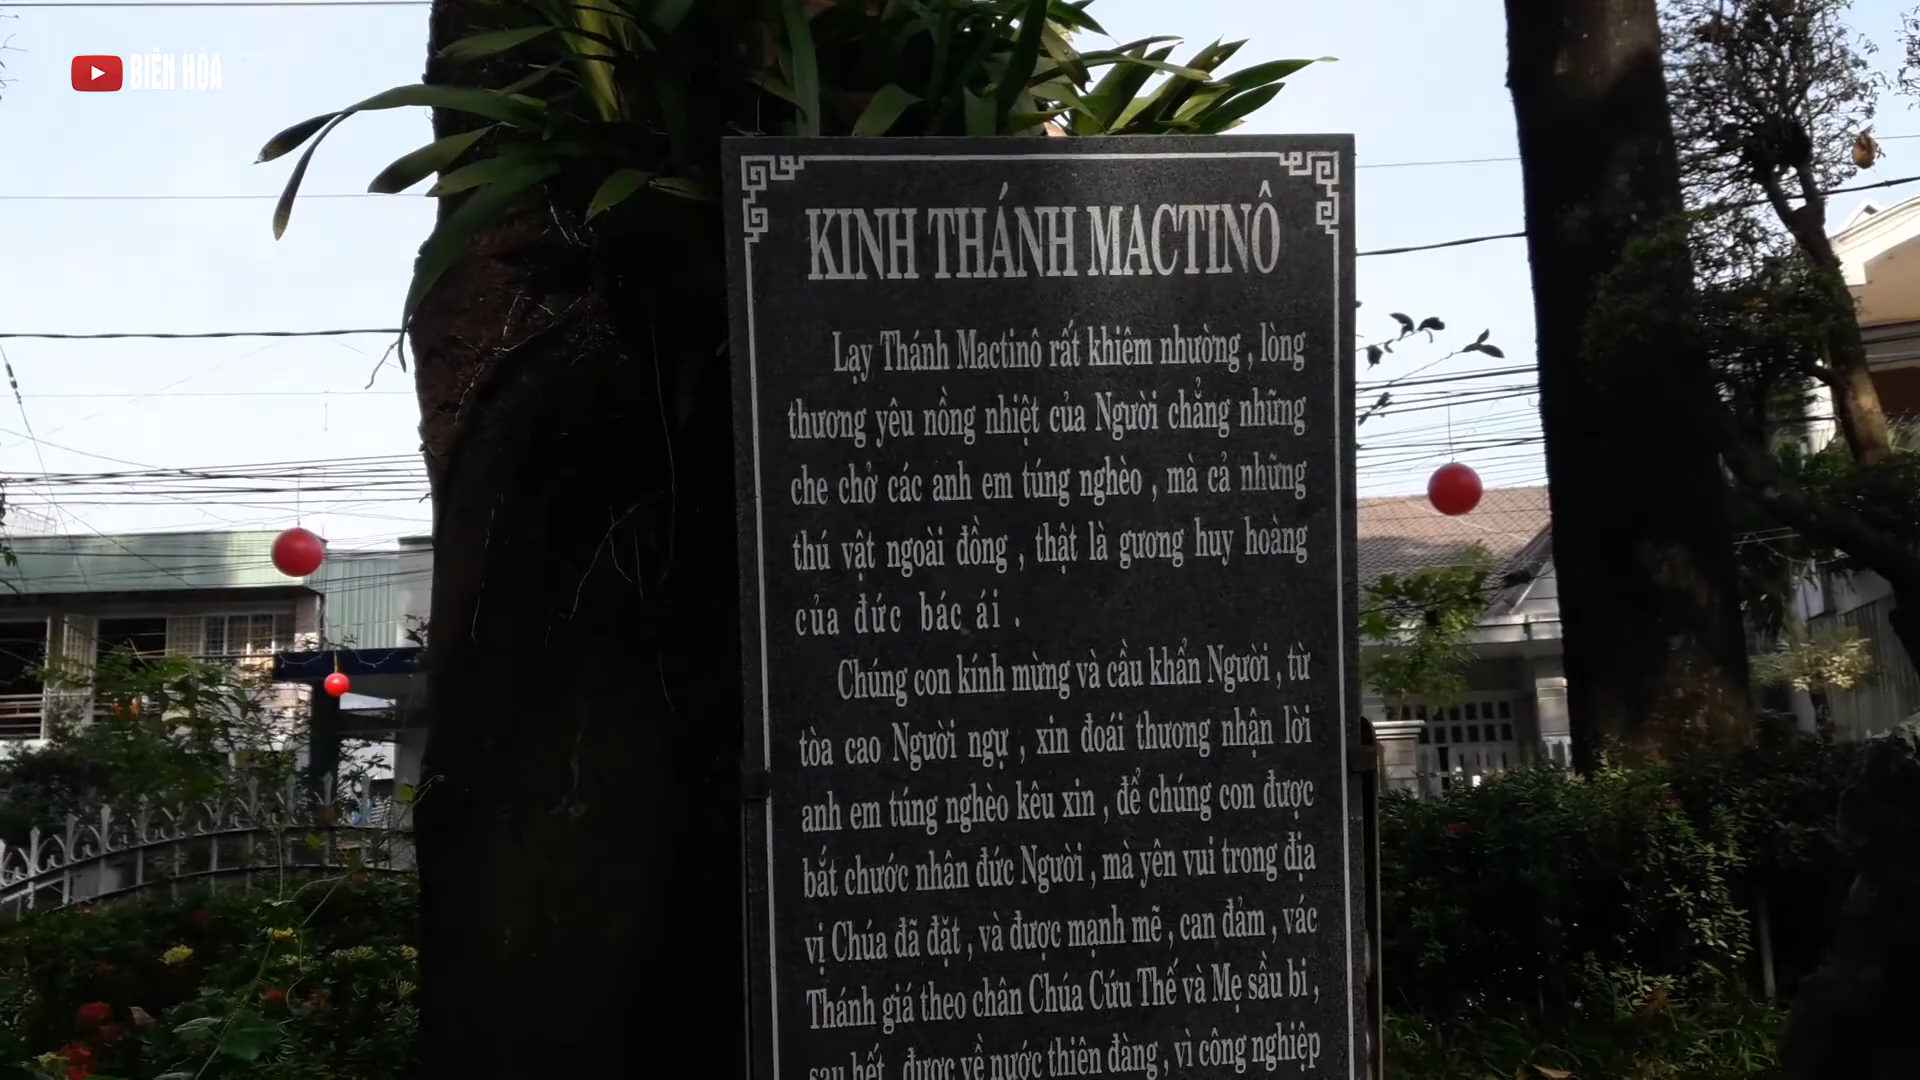 BIÊN HÒA
KINH THÁNH MACTINÔ
Lạy Thánh Mactinô rất khiêm nhường , lòng
thương yêu nồng nhiệt của Người chẳng những
che chở các anh em túng nghèo , mà cả những
thú vật ngoài đồng , thật là gương huy hoàng
của đức bác ái .
Chúng con kính mừng và cầu khẩn Người , từ
tòa cao Người ngự , xin đoái thương nhận lời
anh em túng nghèo kêu xin , để chúng con được
bắt chước nhân đức Người , mà yên vui trong địa
vị Chúa đã đặt , và được mạnh mẽ , can đảm , vác
Thánh giá theo chân Chúa Cứu Thế và Mẹ sầu bi ,
sau hết , được về nước thiên đàng , vì công nghiệp